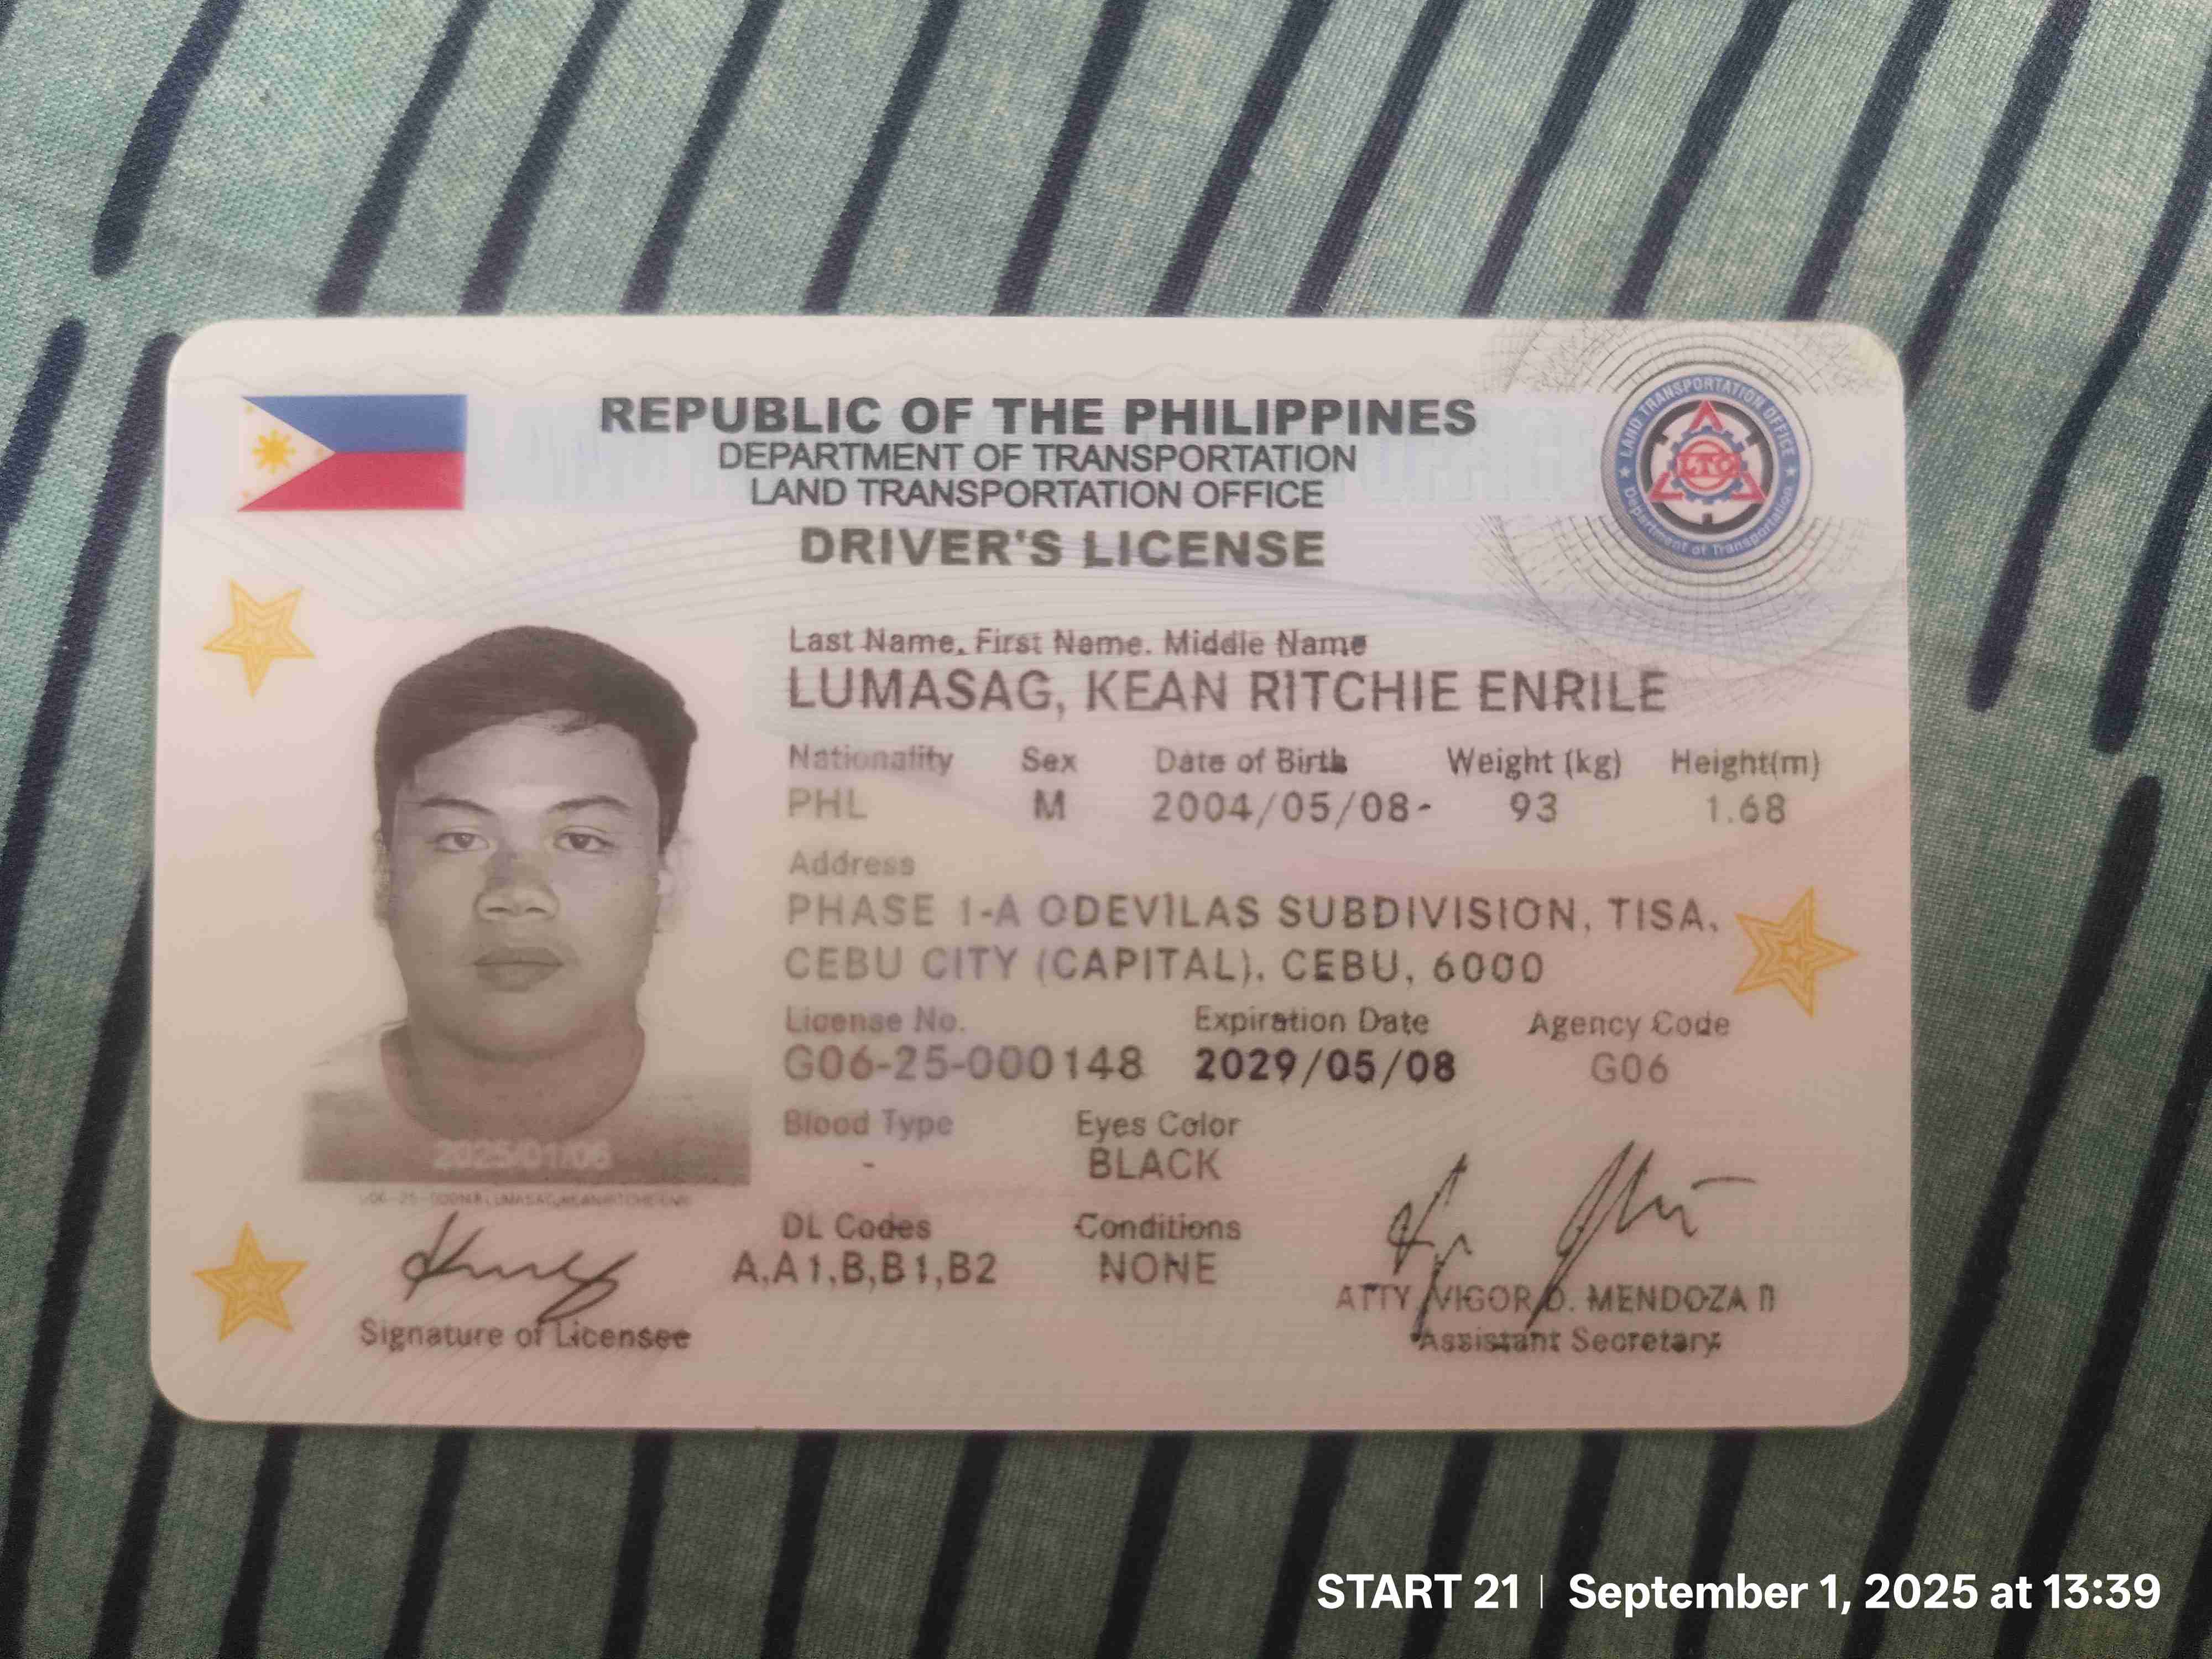 REPUBLIC OF THE PHILIPPINES
DEPARTMENT OF TRANSPORTATION
LAND TRANSPORTATION OFFICE
DRIVER'S LICENSE
LAND TRANSPORTATION OFFICE
LTO
Department of Transportation
Last Name, First Name. Middle Name
LUMASAG, KEAN RITCHIE ENRILE
Nationality Sex Date of Birth Weight (kg) Height(m)
PHL M 2004/05/08- 93 1.68
Address
PHASE 1-A ODEVILAS SUBDIVISION, TISA,
CEBU CITY (CAPITAL), CEBU, 6000
License No. Expiration Date Agency Code
G06-25-000148 2029/05/08 G06
Blood Type Eyes Color
- BLACK
2025/01/06
DL Codes Conditions
A,A1,B,B1,B2 NONE
ATTY. VIGOR D. MENDOZA II
Signature of Licensee
Assistant Secretary
START 21 | September 1, 2025 at 13:39